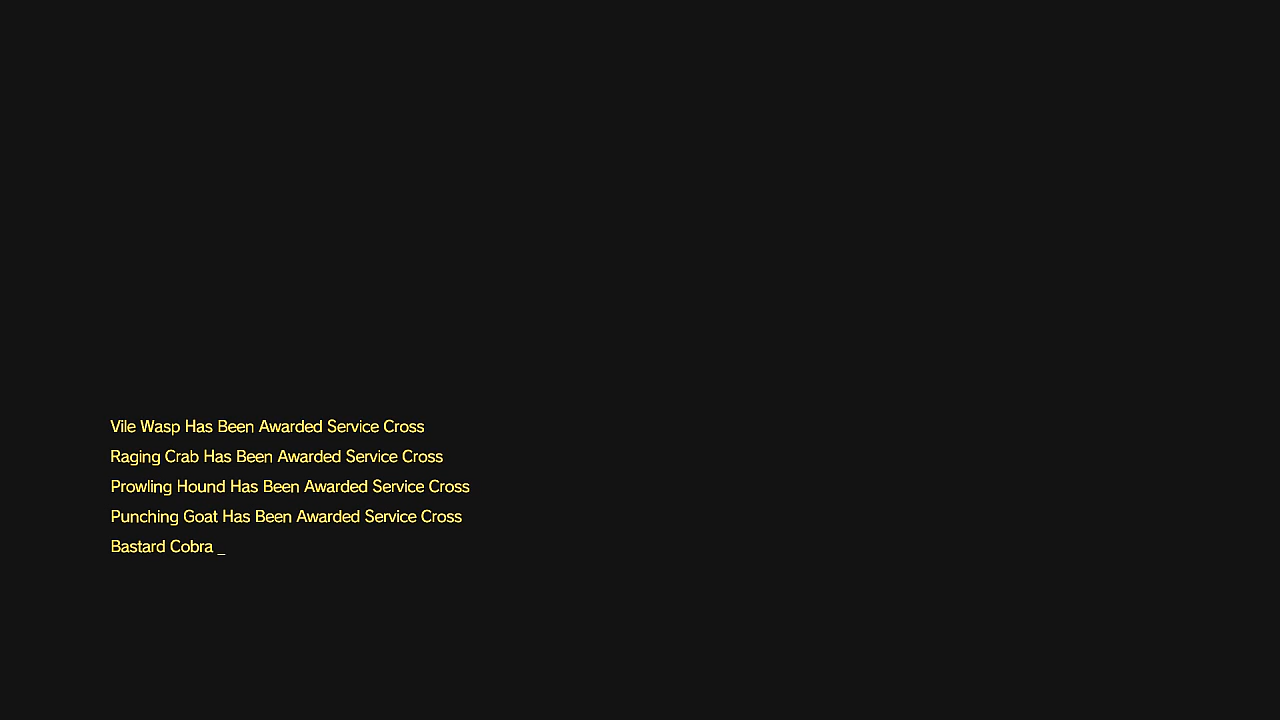 Vile Wasp Has Been Awarded Service Cross
Raging Crab Has Been Awarded Service Cross
Prowling Hound Has Been Awarded Service Cross
Punching Goat Has Been Awarded Service Cross
Bastard Cobra _